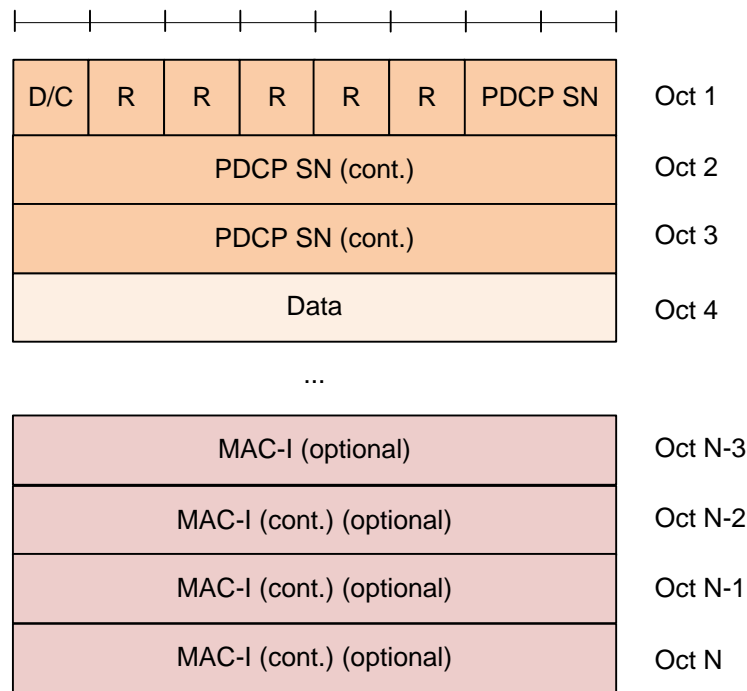 D/C R R R R R PDCP SN Oct 1
PDCP SN (cont.) Oct 2
PDCP SN (cont.) Oct 3
Data Oct 4
...
MAC-I (optional) Oct N-3
MAC-I (cont.) (optional) Oct N-2
MAC-I (cont.) (optional) Oct N-1
MAC-I (cont.) (optional) Oct N